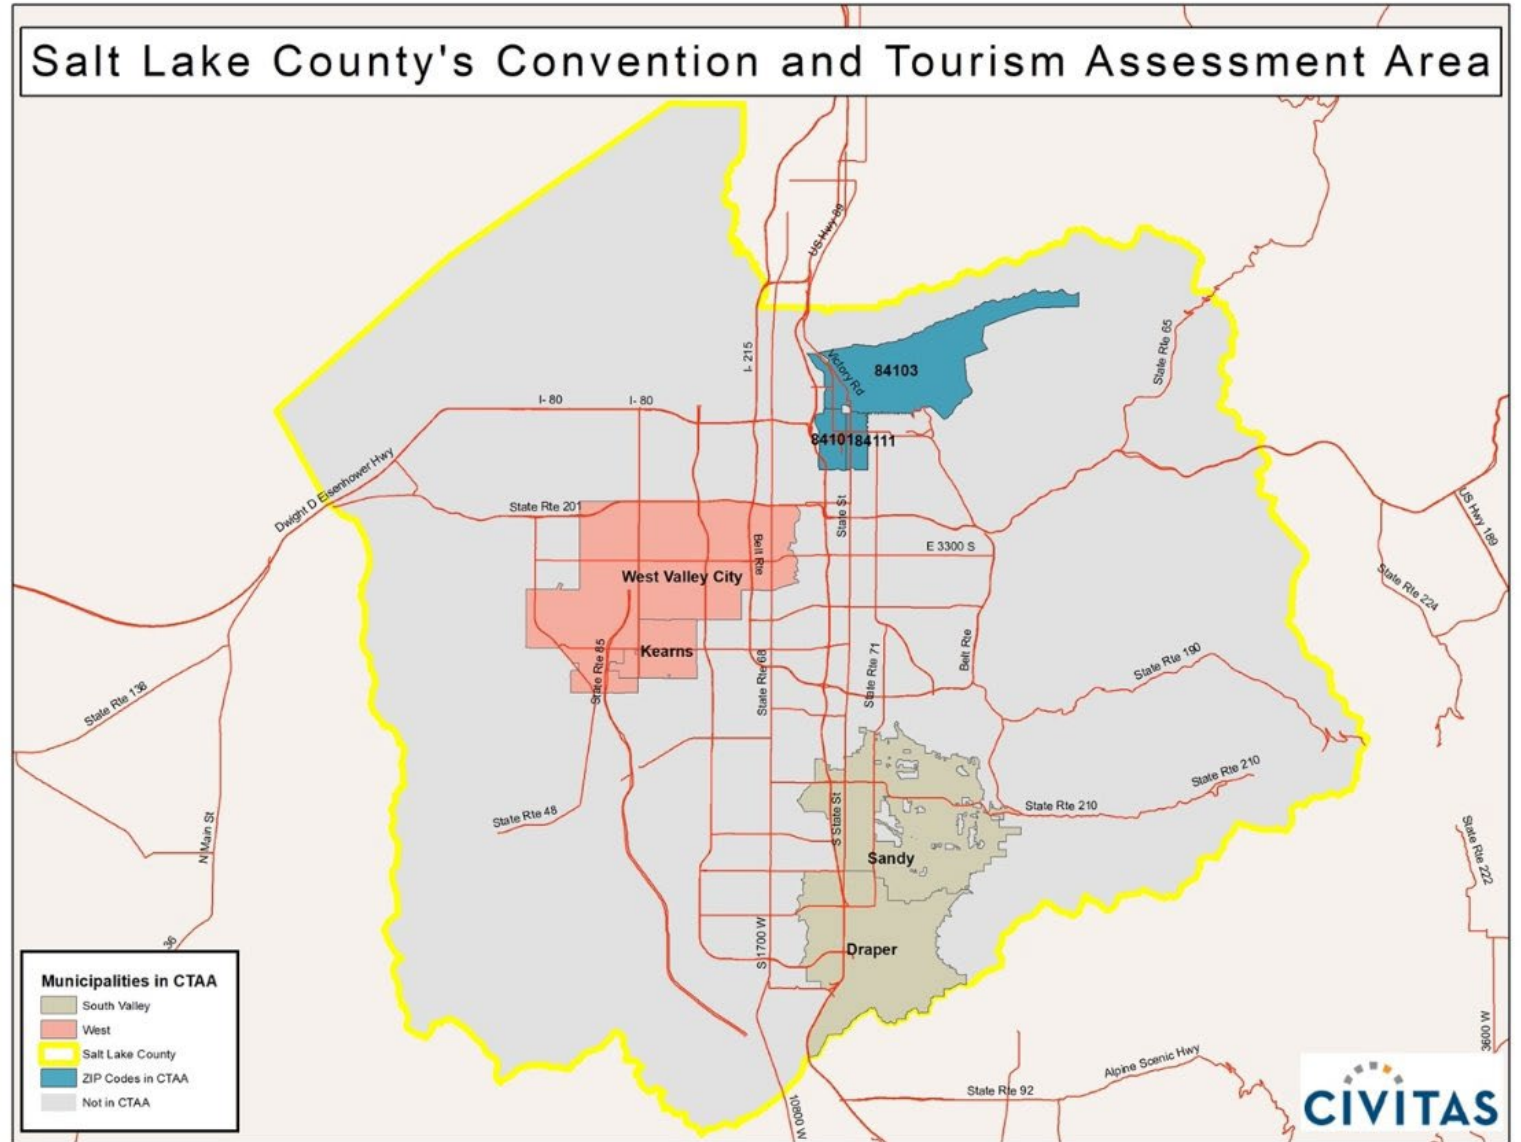 Salt Lake County's Convention and Tourism Assessment Area
US Hwy 89
I- 215
State Rte 65
Victory Rd
84103
I- 80
I- 80
84101
84111
Dwight D Eisenhower Hwy
State Rte 201
State St
US Hwy 189
Belt Rte
E 3300 S
West Valley City
State Rte 224
Kearns
State Rte 85
State Rte 68
State Rte 71
Belt Rte
State Rte 190
State Rte 138
State Rte 210
State Rte 210
State Rte 48
S State St
N Main St
Sandy
State Rte 222
Draper
S 1700 W
36
Municipalities in CTAA
South Valley
West
Salt Lake County
ZIP Codes in CTAA
Not in CTAA
3600 W
Alpine Scenic Hwy
State Rte 92
10800 W
CIVITAS